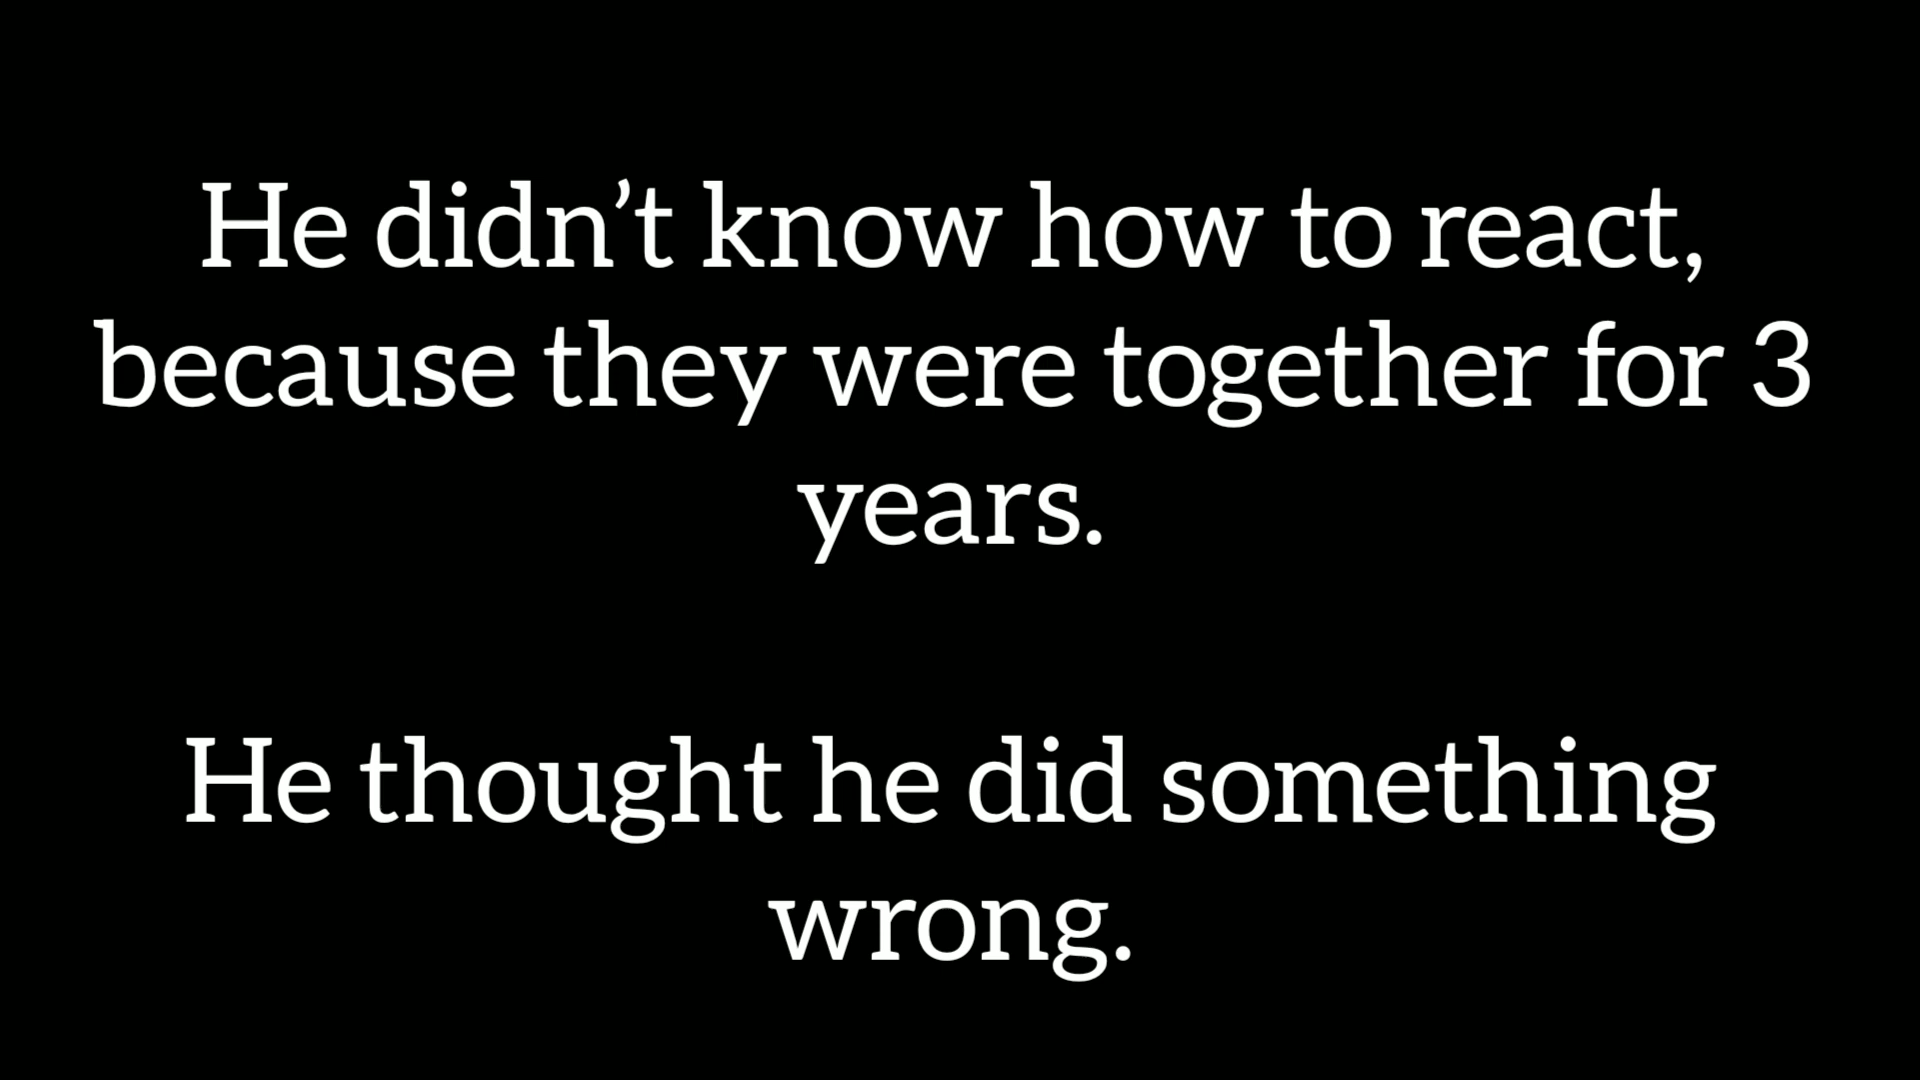 He didn’t know how to react,
because they were together for 3
years.
He thought he did something
wrong.